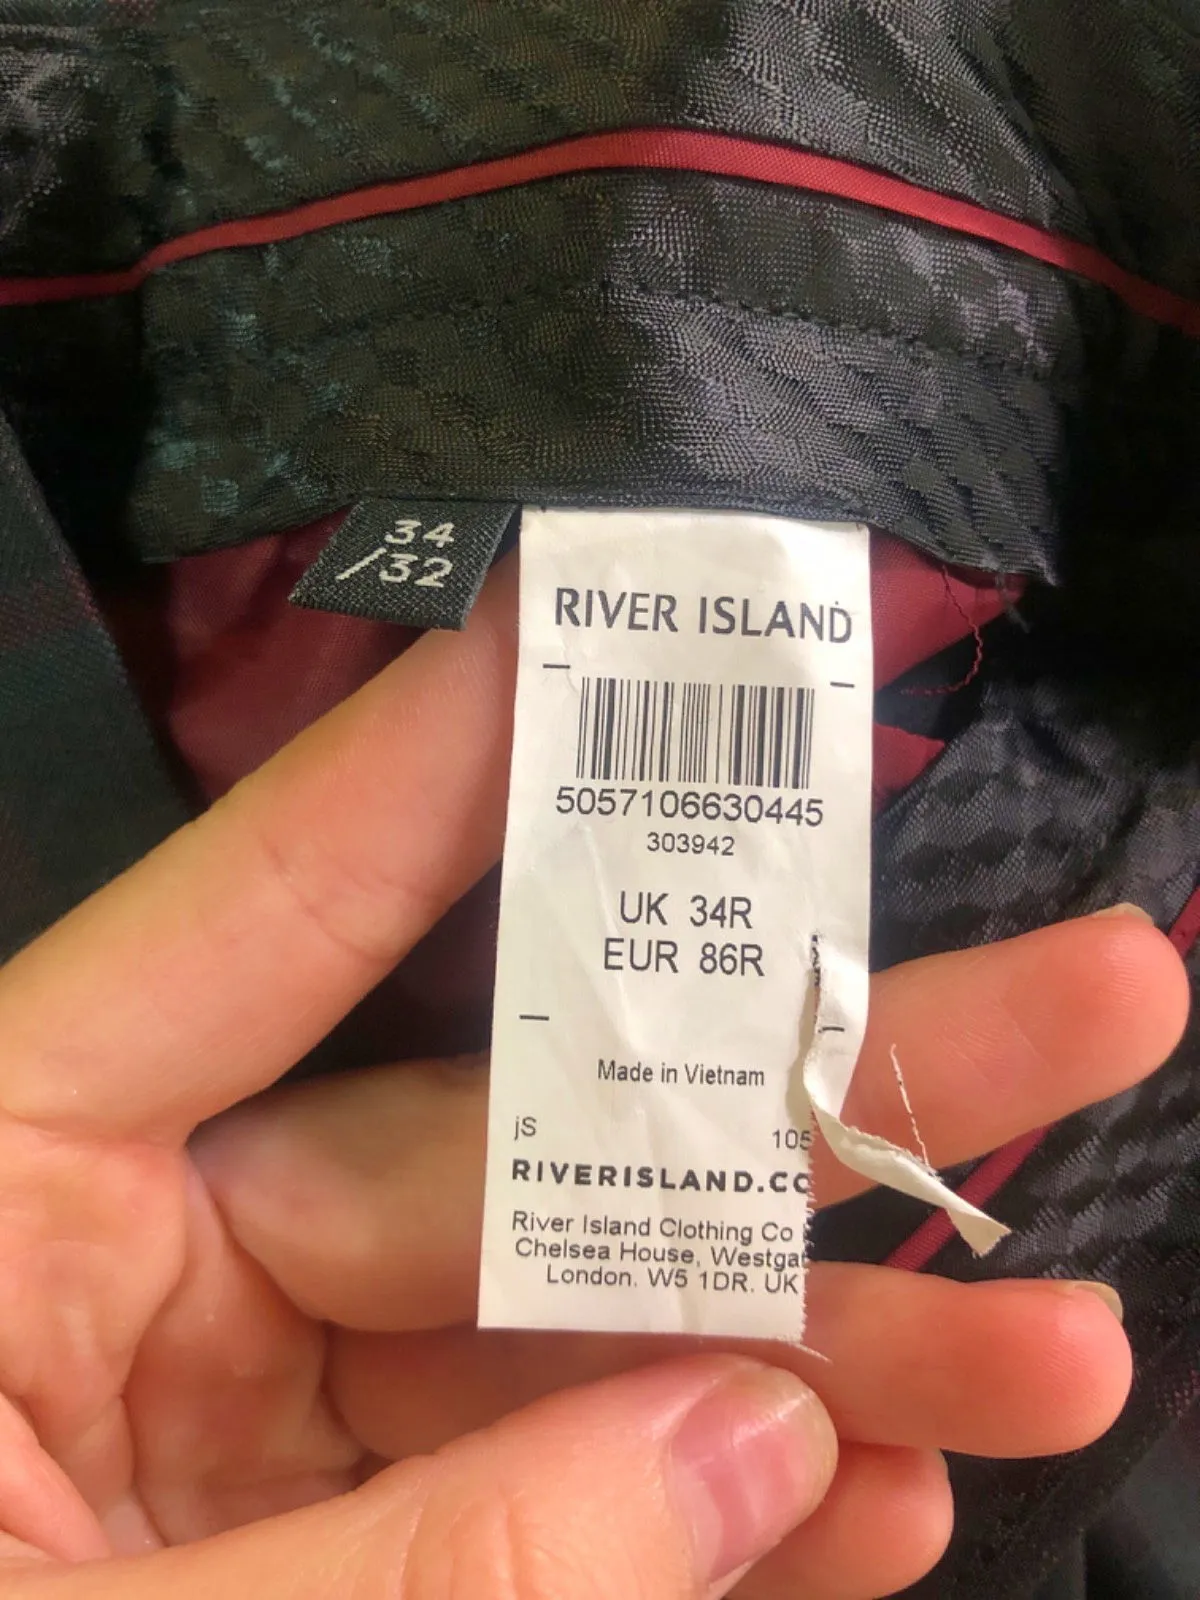 34
/32
RIVER ISLAND
5057106630445
303942
UK 34R
EUR 86R
Made in Vietnam
jS 105
RIVERISLAND.CO
River Island Clothing Co
Chelsea House, Westgat
London. W5 1DR. UK